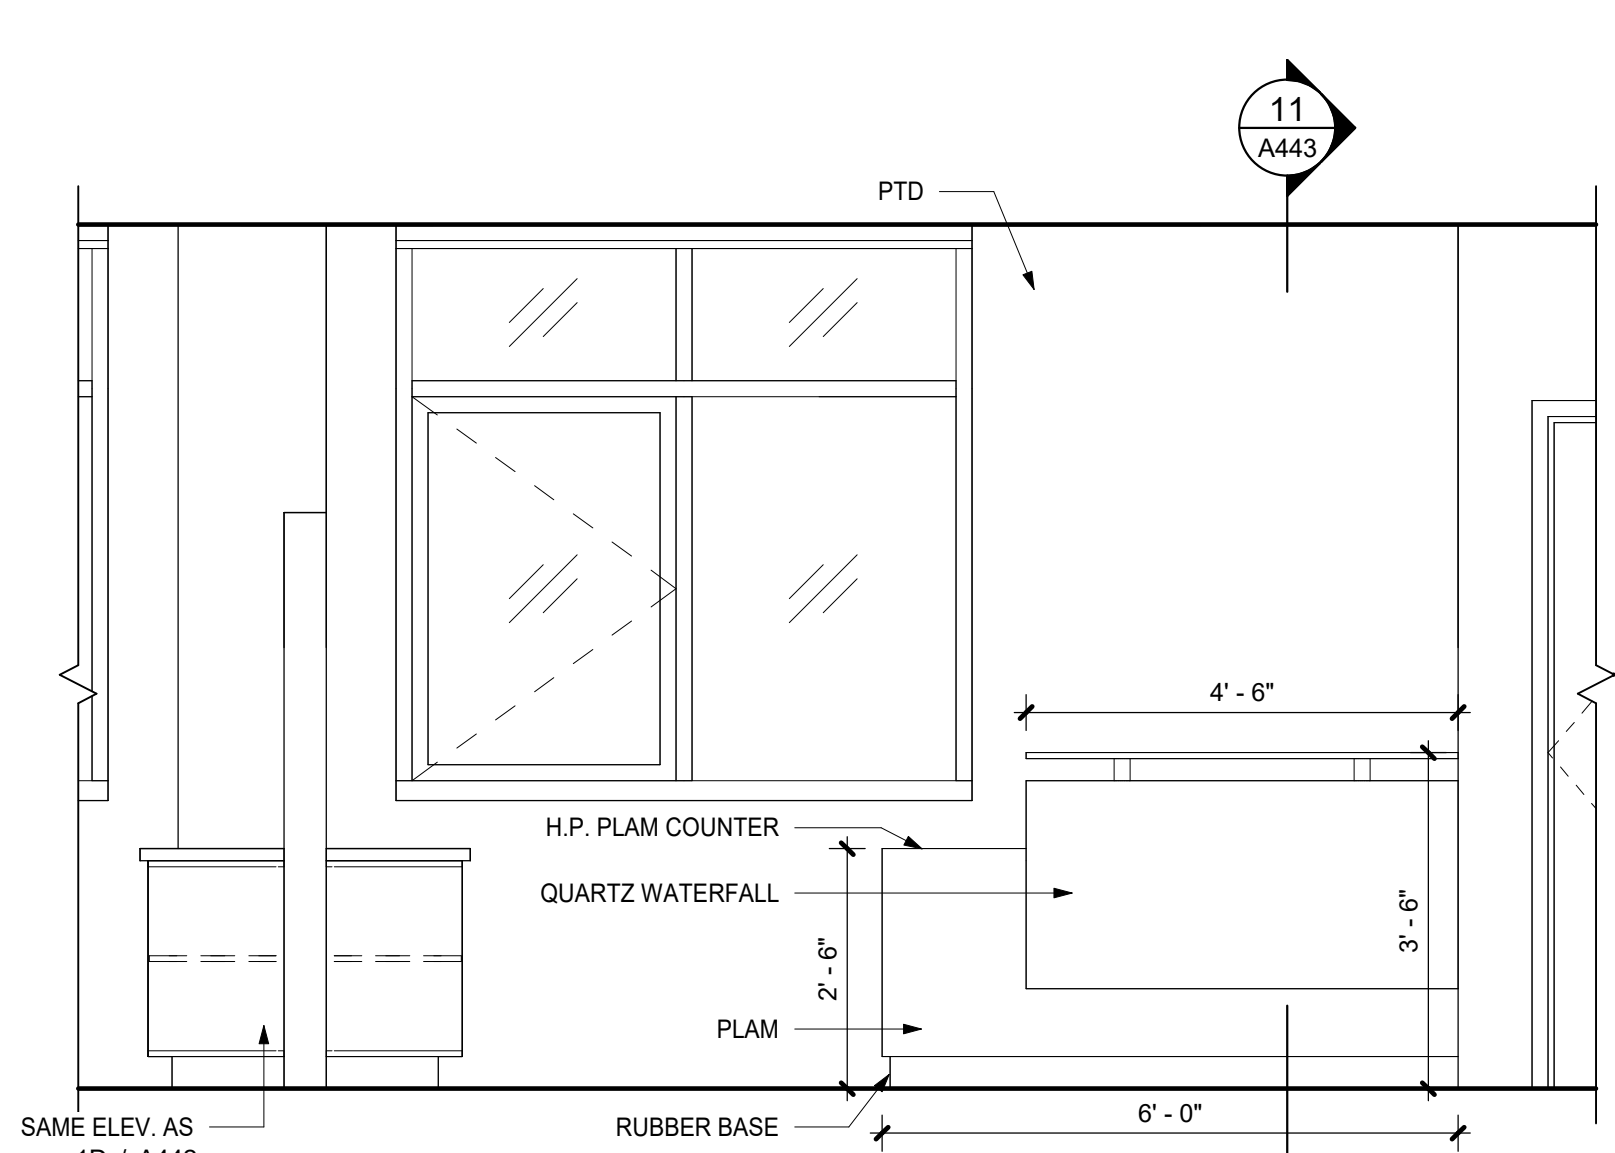 11
A443
PTD
4' - 6"
H.P. PLAM COUNTER
QUARTZ WATERFALL
3' - 6"
2' - 6"
PLAM
6' - 0"
SAME ELEV. AS
RUBBER BASE